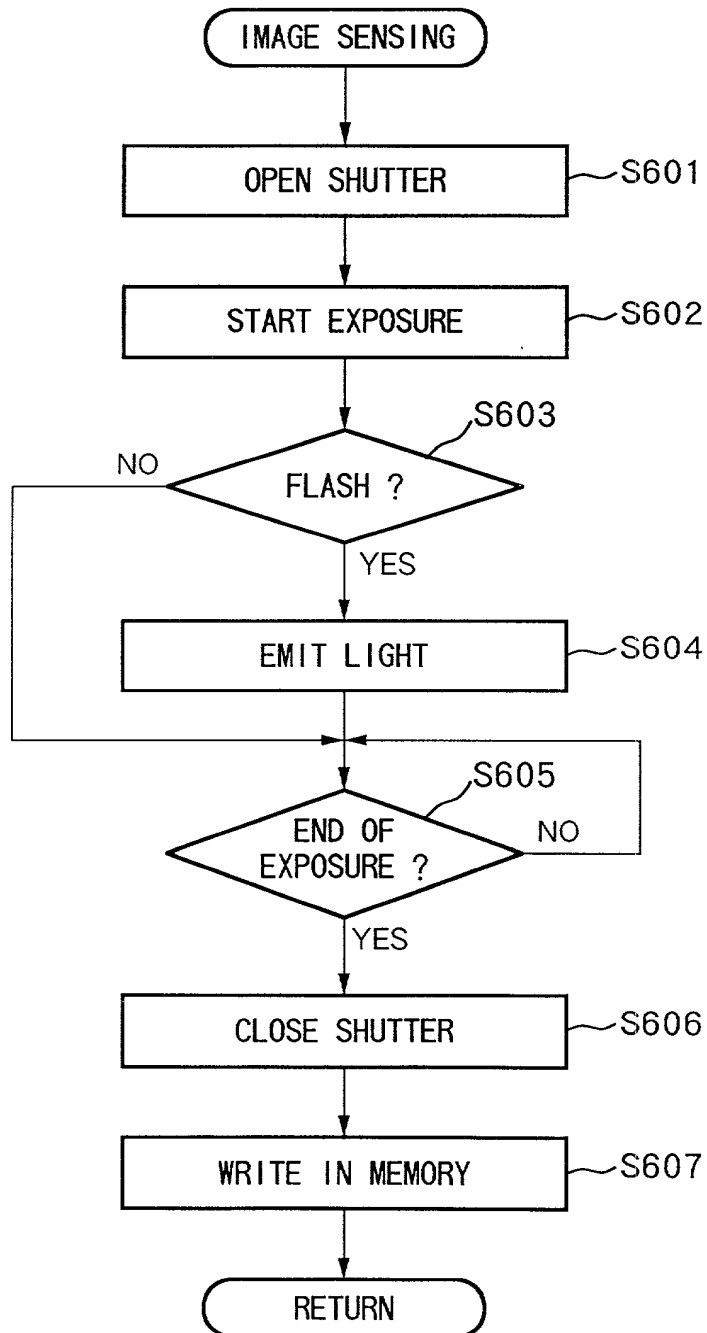 IMAGE SENSING
OPEN SHUTTER
S601
START EXPOSURE
S602
S603
NO
FLASH ?
YES
EMIT LIGHT
S604
S605
END OF
EXPOSURE ?
NO
YES
CLOSE SHUTTER
S606
WRITE IN MEMORY
S607
RETURN